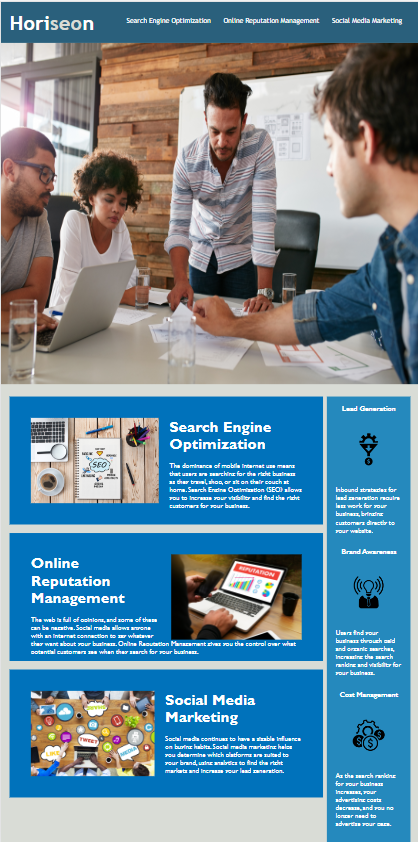 Horiseon
Search Engine Optimization
Online Reputation Management
Social Media Marketing
Search Engine
Optimization
The dominance of mobile internet use means
that users are searching for the right business
as they travel, shop, or sit on their couch at
home. Search Engine Optimization (SEO) allows
you to increase your visibility and find the right
customers for your business.
SEO
Online
Reputation
Management
The web is full of opinions, and some of these
can be negative. Social media allows anyone
with an internet connection to say whatever
they want about your business. Online Reputation Management gives you the control over what
potential customers see when they search for your business.
REPUTATION
Social Media
Marketing
Social media continues to have a sizable influence
on buying habits. Social media marketing helps
you determine which platforms are suited to
your brand, using analytics to find the right
markets and increase your lead generation.
TWEET
LIKE
MEDIA
Lead Generation
Inbound strategies for
lead generation require
less work for your
business, bringing
customers directly to
your website.
Brand Awareness
Users find your
business through paid
and organic searches,
increasing the search
ranking and visibility for
your business.
Cost Management
As the search ranking
for your business
increases, your
advertising costs
decrease, and you no
longer need to
advertise your page.